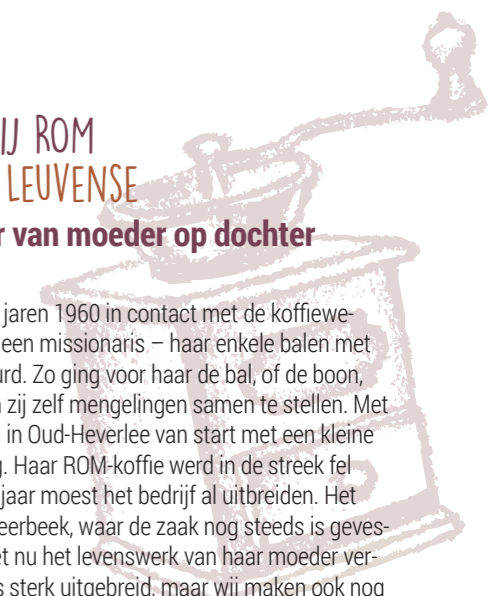 IJ ROM
LEUVENSE
r van moeder op dochter
jaren 1960 in contact met de koffiewe-
een missionaris – haar enkele balen met
urd. Zo ging voor haar de bal, of de boon,
zij zelf mengelingen samen te stellen. Met
in Oud-Heverlee van start met een kleine
g. Haar ROM-koffie werd in de streek fel
jaar moest het bedrijf al uitbreiden. Het
eerbeek, waar de zaak nog steeds is geves-
et nu het levenswerk van haar moeder ver-
s sterk uitgebreid, maar wij maken ook nog